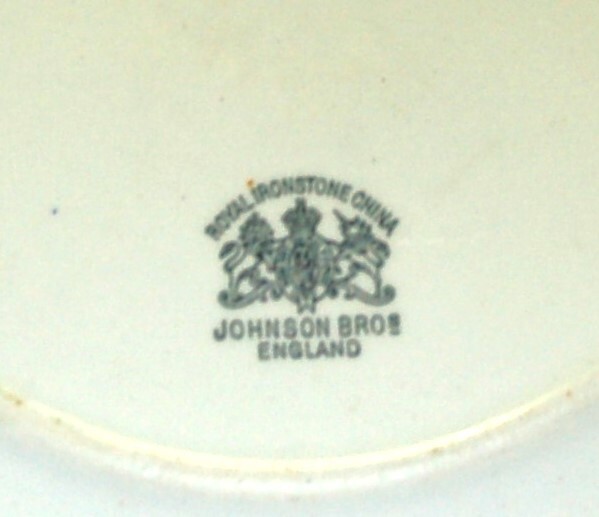 ROYAL IRONSTONE CHINA
JOHNSON BROS
ENGLAND